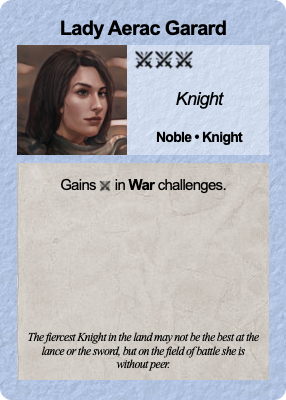 Lady Aerac Garard
Knight
Noble • Knight
Gains in War challenges.
The fiercest Knight in the land may not be the best at the
lance or the sword, but on the field of battle she is
without peer.